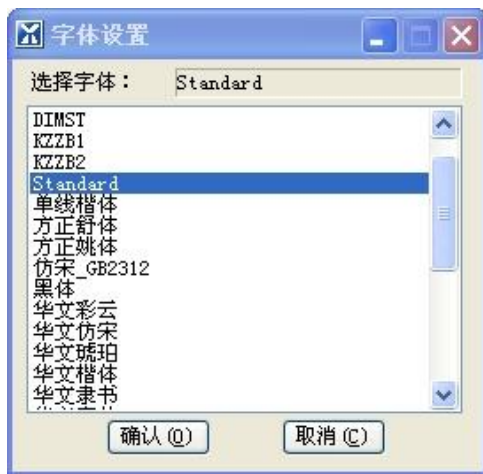 字体设置
选择字体： Standard
DIMST
KZZB1
KZZB2
Standard
单线楷体
方正舒体
方正姚体
仿宋_GB2312
黑体
华文彩云
华文仿宋
华文琥珀
华文楷体
华文隶书
确认(O) 取消(C)